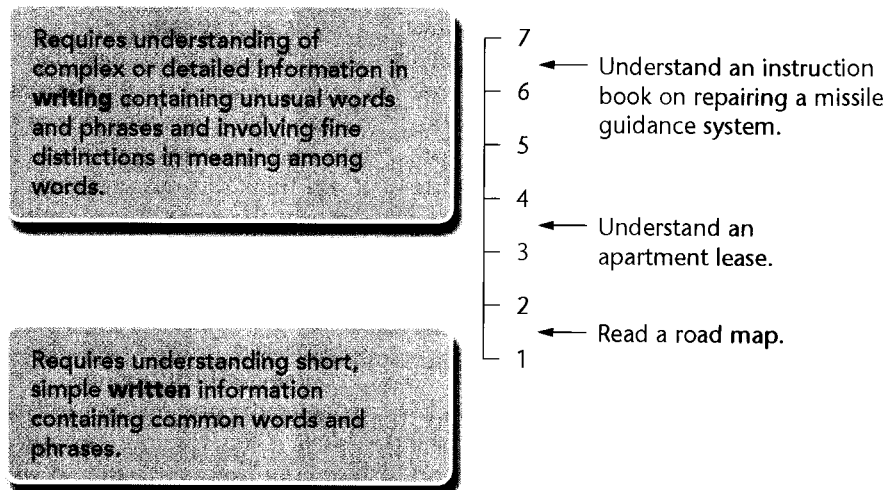 Requires understanding of
complex or detailed information in
writing containing unusual words
and phrases and involving fine
distinctions in meaning among
words.
7
6
5
4
3
2
1
Understand an instruction
book on repairing a missile
guidance system.
Understand an
apartment lease.
Read a road map.
Requires understanding short,
simple written information
containing common words and
phrases.